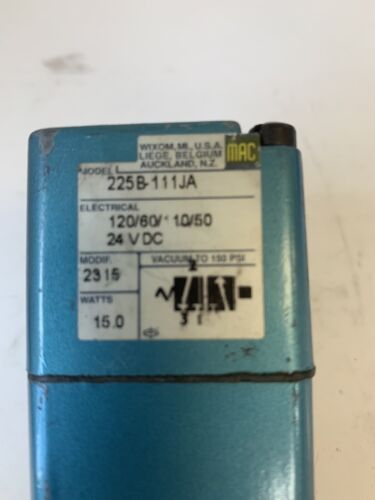 WIXOM, MI, U.S.A.
LIEGE, BELGIUM
AUCKLAND, N.Z.
MAC
MODEL
225B-111JA
ELECTRICAL
120/60/110/50
24 VDC
MODIF.
VACUUM TO 150 PSI
2315
2
WATTS
15.0
3 1